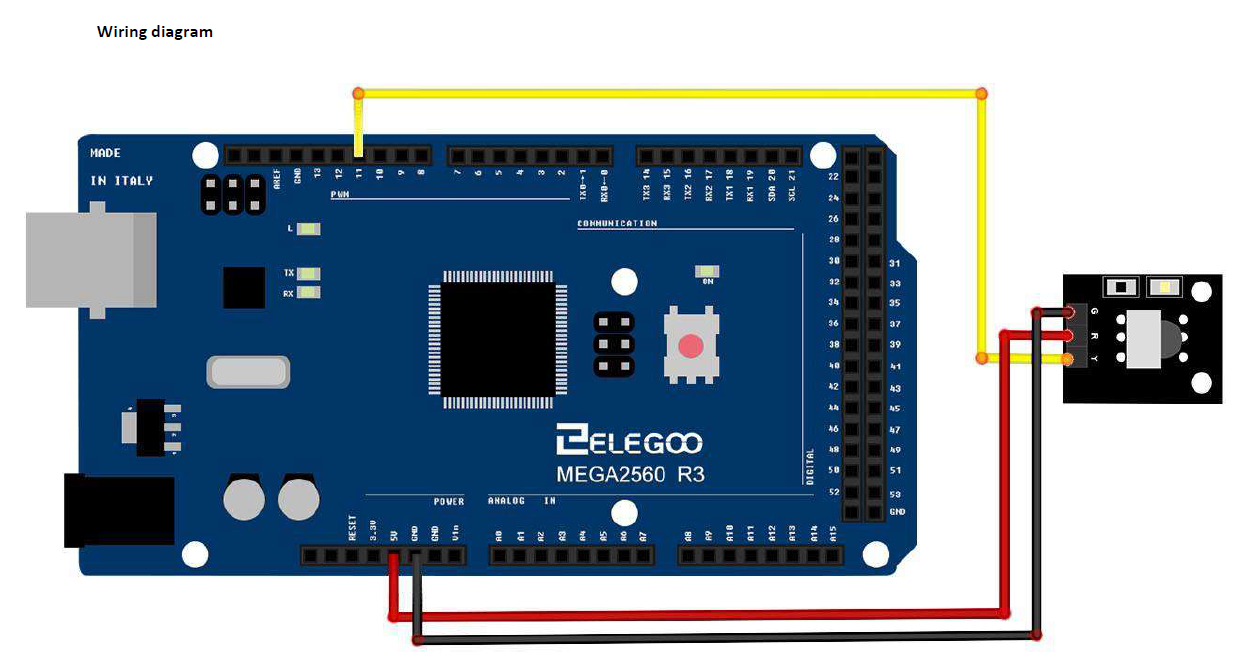 Wiring diagram
MADE
IN ITALY
AREF
GND
13
12
11
10
9
8
7
6
5
4
3
2
TX0→1
RX0←0
TX3 14
RX3 15
TX2 16
RX2 17
TX1 18
RX1 19
SDA 20
SCL 21
PWM
COMMUNICATION
L
TX
RX
ON
22
24
26
28
30
32
34
36
38
40
42
44
46
48
50
52
31
33
35
37
39
41
43
45
47
49
51
53
GND
DIGITAL
G
R
Y
ELEGOO
MEGA2560 R3
POWER
ANALOG IN
RESET
3.3V
5V
GND
GND
Vin
A0
A1
A2
A3
A4
A5
A6
A7
A8
A9
A10
A11
A12
A13
A14
A15